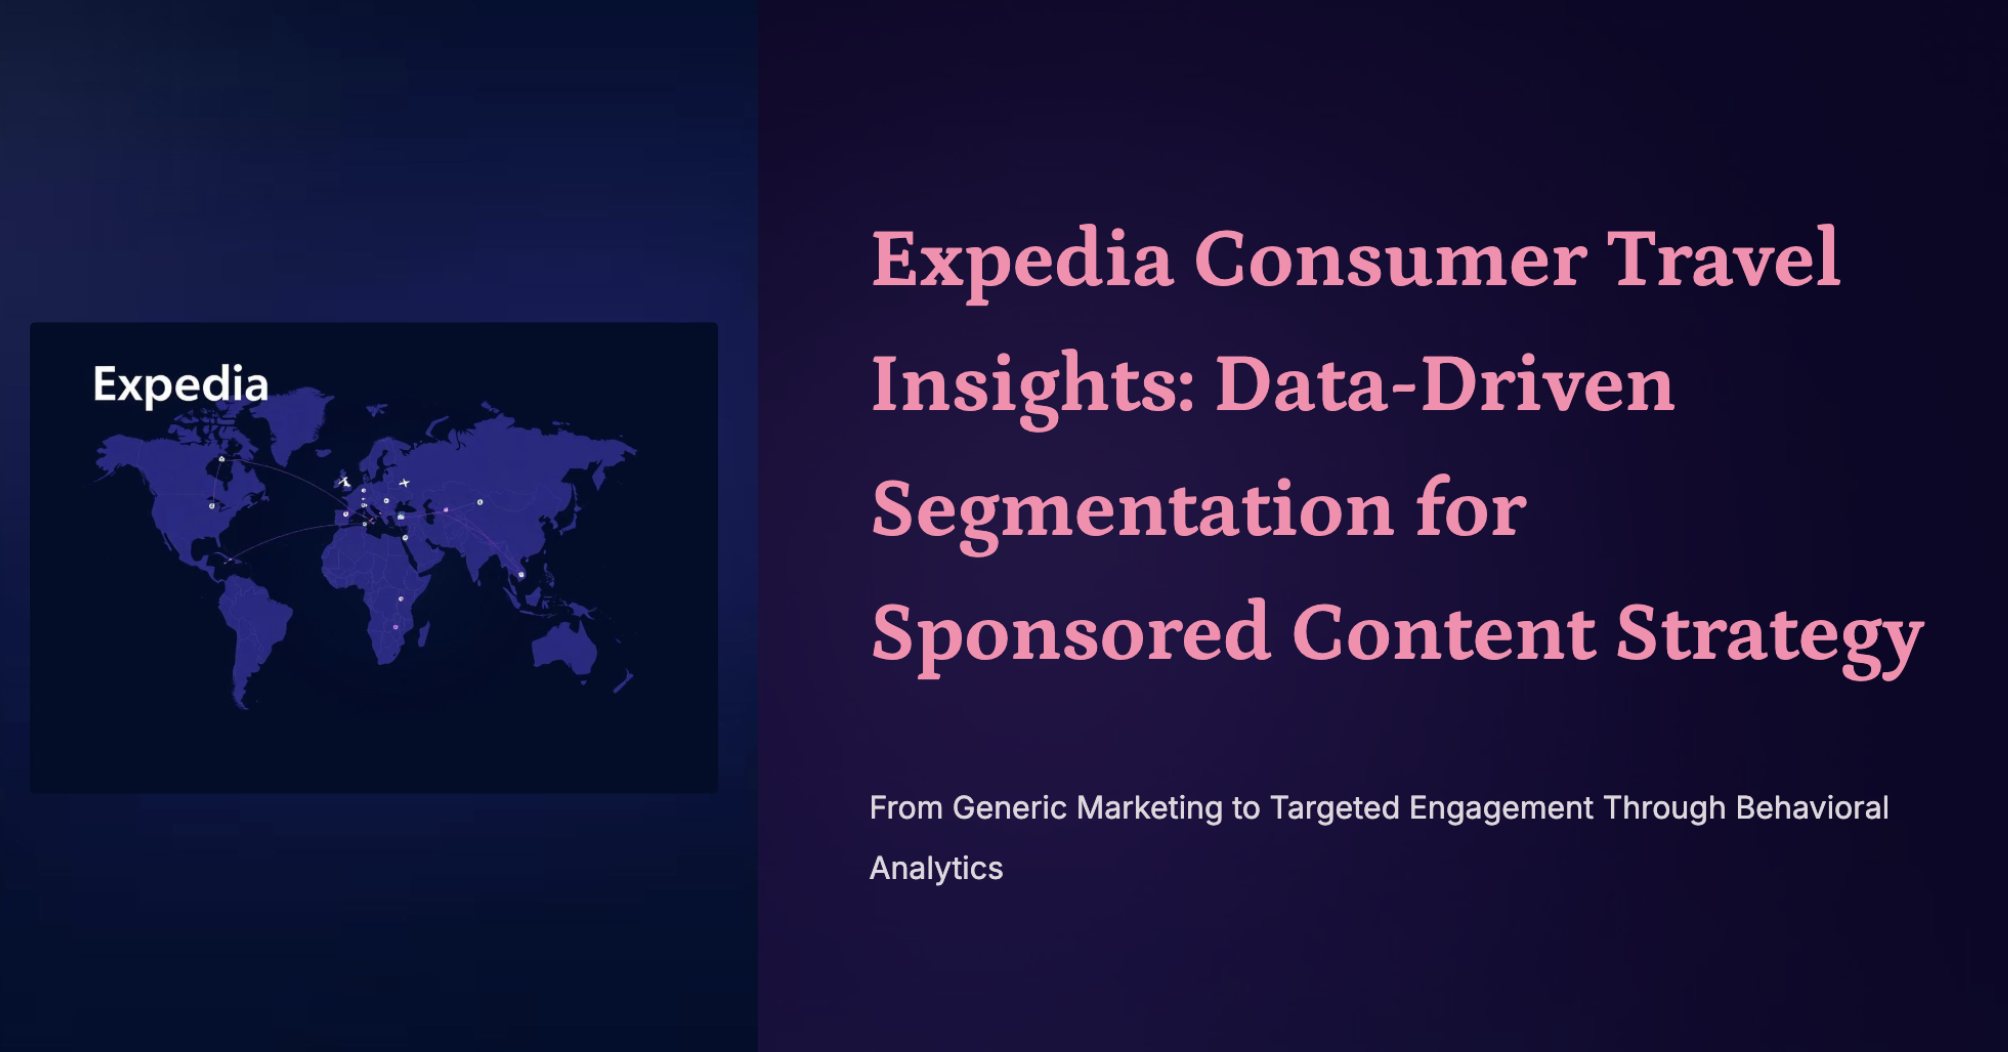 Expedia
Expedia Consumer Travel
Insights: Data-Driven
Segmentation for
Sponsored Content Strategy
From Generic Marketing to Targeted Engagement Through Behavioral
Analytics